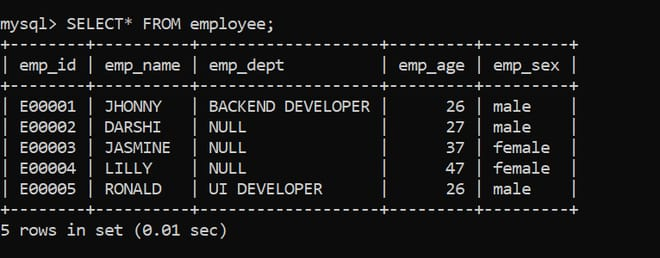 mysql> SELECT* FROM employee;
+--------+----------+-------------------+---------+---------+
| emp_id | emp_name | emp_dept          | emp_age | emp_sex |
+--------+----------+-------------------+---------+---------+
| E00001 | JHONNY   | BACKEND DEVELOPER |      26 | male    |
| E00002 | DARSHI   | NULL              |      27 | male    |
| E00003 | JASMINE  | NULL              |      37 | female  |
| E00004 | LILLY    | NULL              |      47 | female  |
| E00005 | RONALD   | UI DEVELOPER      |      26 | male    |
+--------+----------+-------------------+---------+---------+
5 rows in set (0.01 sec)